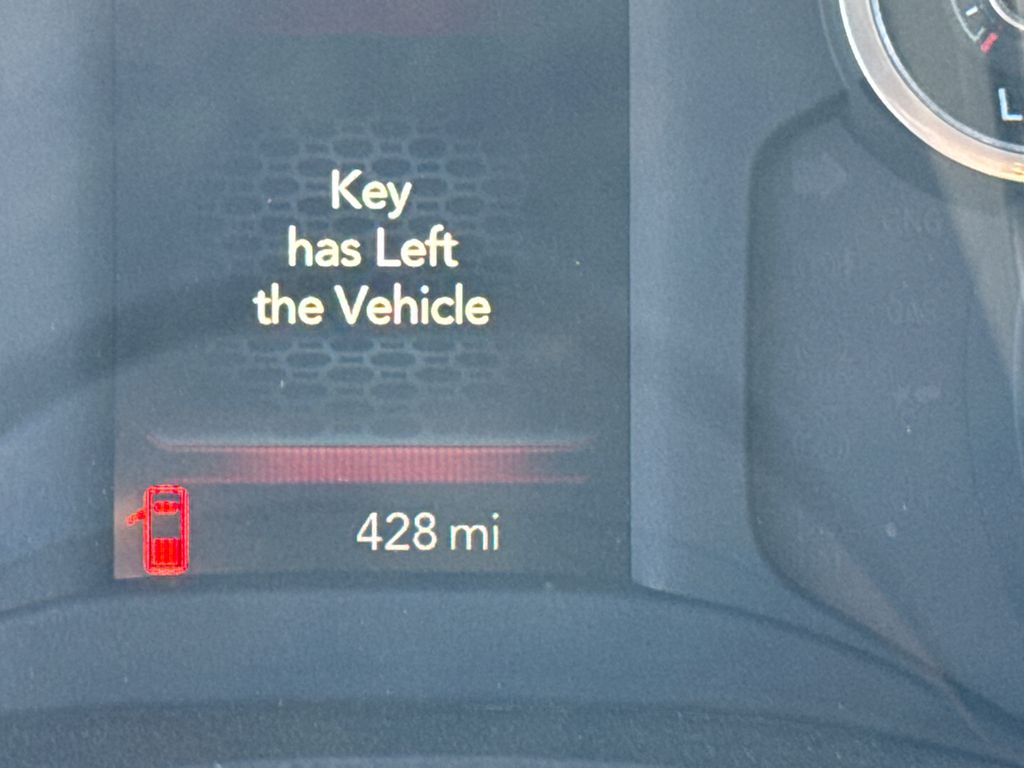 Key
has Left
the Vehicle
428 mi
L